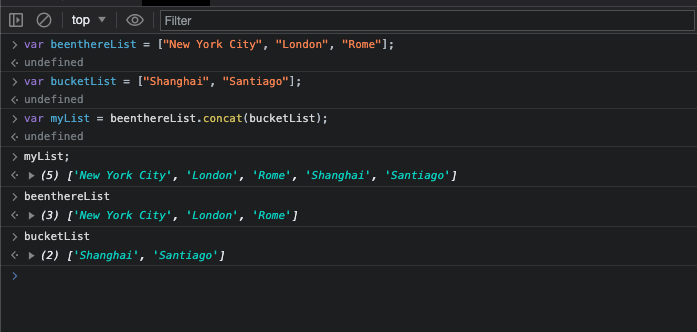 top Filter
var beenthereList = ["New York City", "London", "Rome"];
undefined
var bucketList = ["Shanghai", "Santiago"];
undefined
var myList = beenthereList.concat(bucketList);
undefined
myList;
(5) ['New York City', 'London', 'Rome', 'Shanghai', 'Santiago']
beenthereList
(3) ['New York City', 'London', 'Rome']
bucketList
(2) ['Shanghai', 'Santiago']